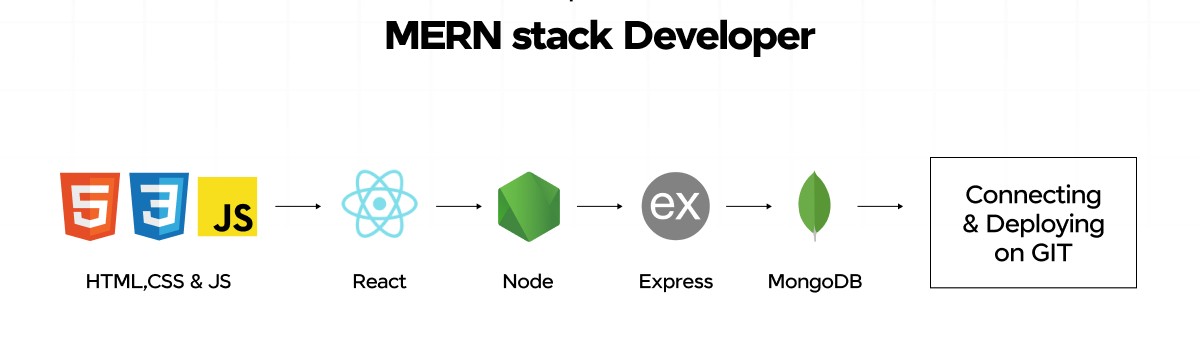 MERN stack Developer
5
3
JS
ex
HTML,CSS & JS
React
Node
Express
MongoDB
Connecting
& Deploying
on GIT